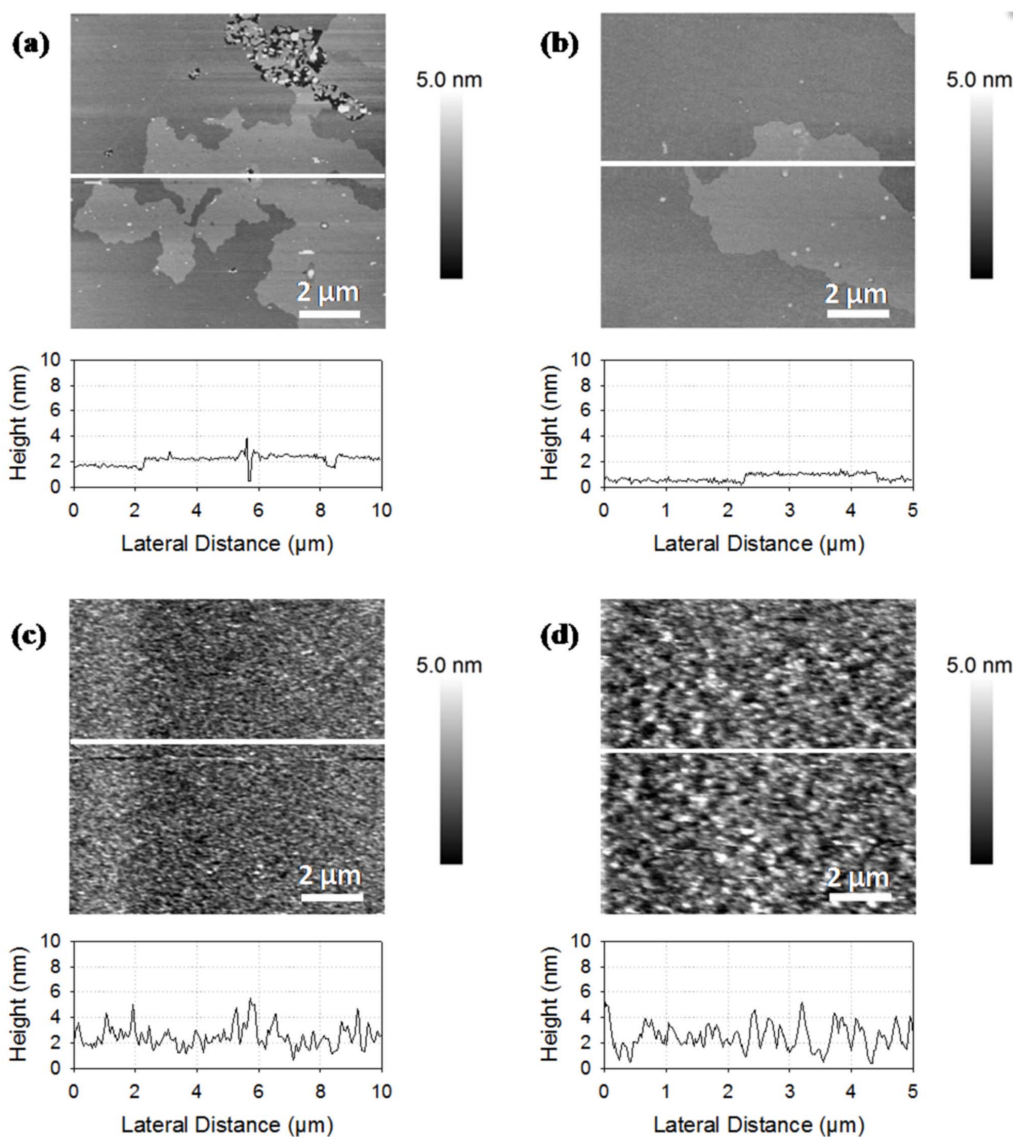 (a)
5.0 nm
2 µm
(b)
5.0 nm
2 µm
Height (nm)
10
8
6
4
2
0
0 2 4 6 8 10
Lateral Distance (µm)
Height (nm)
10
8
6
4
2
0
0 1 2 3 4 5
Lateral Distance (µm)
(c)
5.0 nm
2 µm
(d)
5.0 nm
2 µm
Height (nm)
10
8
6
4
2
0
0 2 4 6 8 10
Lateral Distance (µm)
Height (nm)
10
8
6
4
2
0
0 1 2 3 4 5
Lateral Distance (µm)